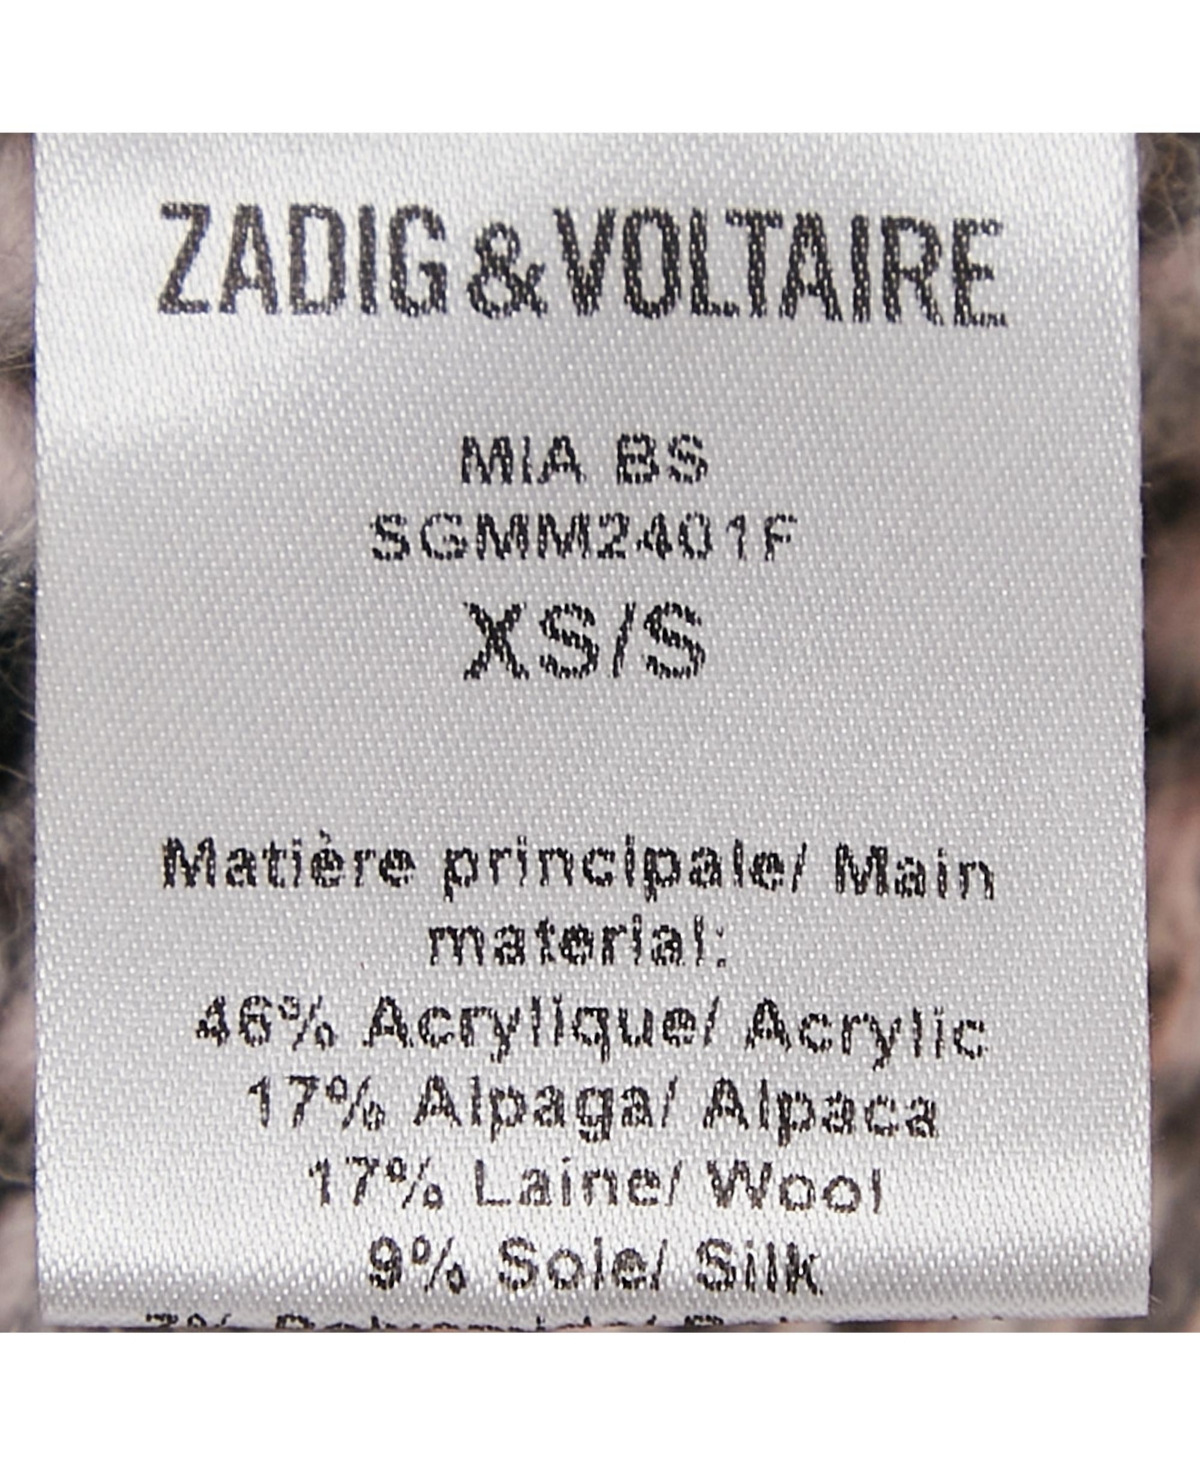 ZADIG&VOLTAIRE
MIA BS
SGMM2401F
XS/S
Matière principale/ Main
material:
46% Acrylique/ Acrylic
17% Alpaga/ Alpaca
17% Laine/ Wool
9% Soie/ Silk